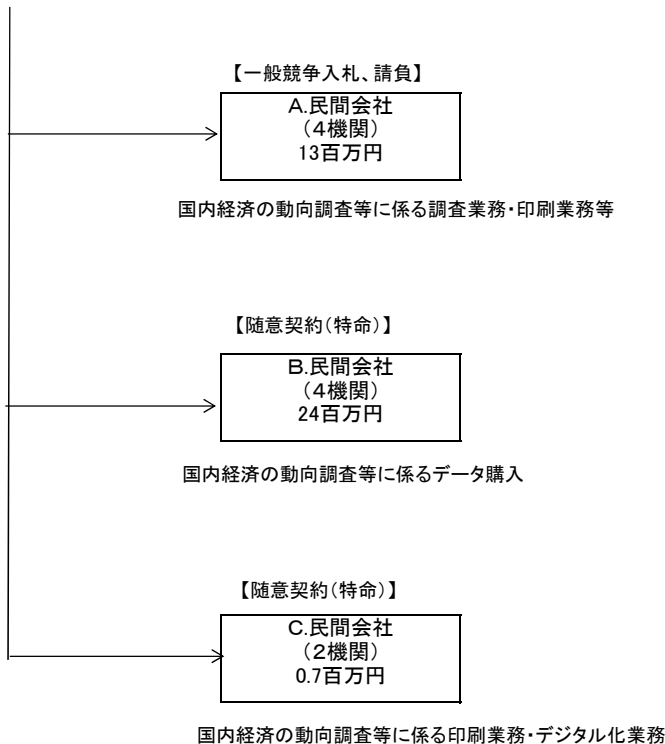 【一般競争入札、請負】
A.民間会社
（４機関）
13百万円
国内経済の動向調査等に係る調査業務・印刷業務等
【随意契約（特命）】
B.民間会社
（４機関）
24百万円
国内経済の動向調査等に係るデータ購入
【随意契約（特命）】
C.民間会社
（２機関）
0.7百万円
国内経済の動向調査等に係る印刷業務・デジタル化業務